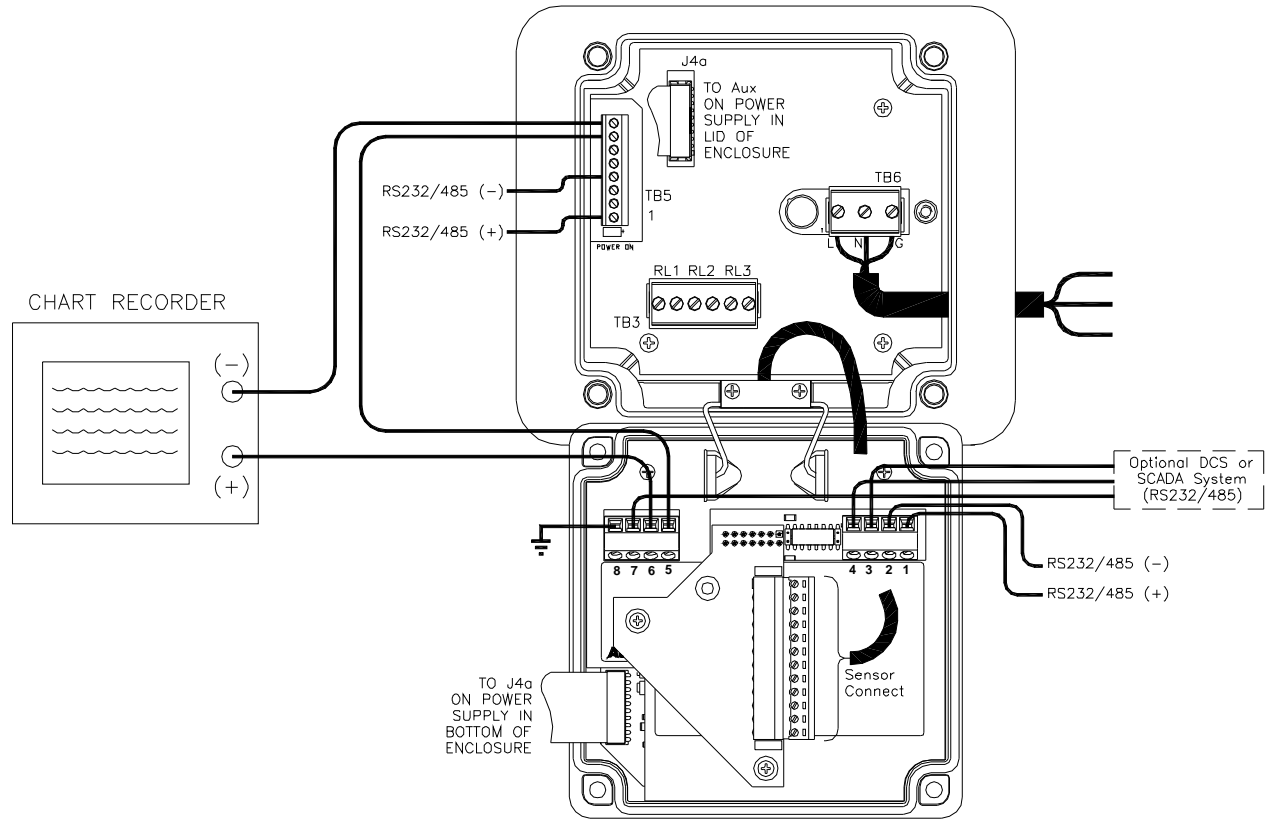 J4a
TO Aux
ON POWER
SUPPLY IN
LID OF
ENCLOSURE
TB6
RS232/485 (-)
TB5
1
RS232/485 (+)
POWER ON
L N G
RL1 RL2 RL3
TB3
CHART RECORDER
(-)
(+)
Optional DCS or
SCADA System
(RS232/485)
8 7 6 5
4 3 2 1
RS232/485 (-)
RS232/485 (+)
Sensor
Connect
TO J4a
ON POWER
SUPPLY IN
BOTTOM OF
ENCLOSURE